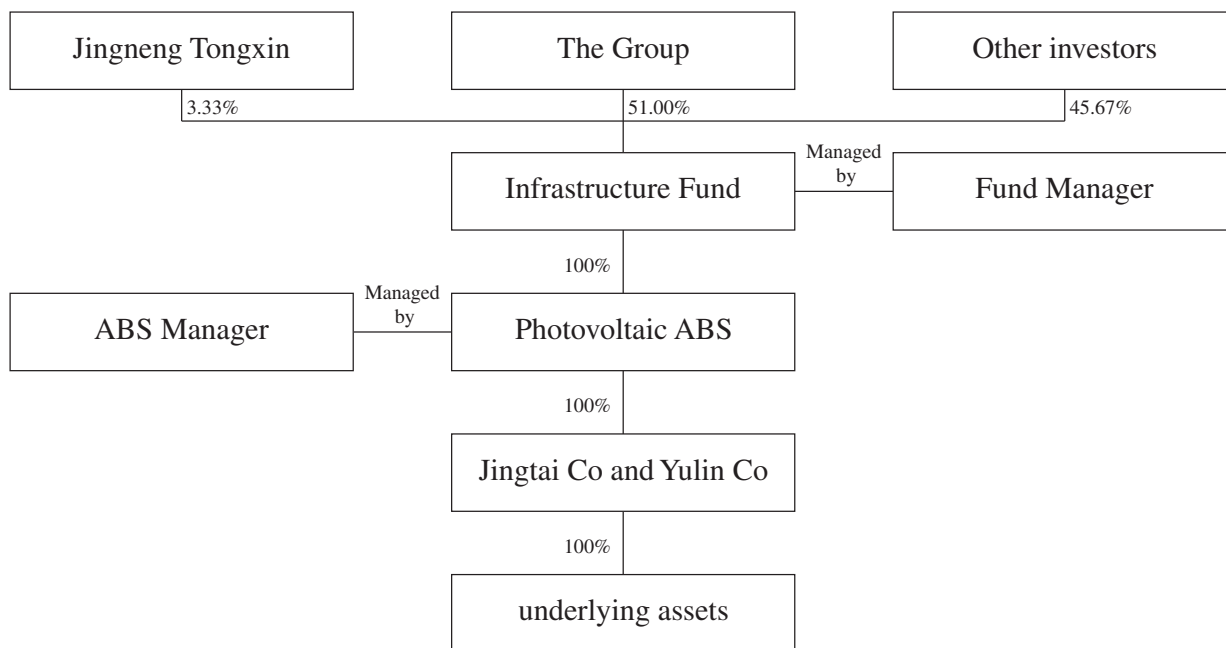 Jingneng Tongxin
The Group
Other investors
3.33%
51.00%
45.67%
Infrastructure Fund
Managed
by
Fund Manager
100%
ABS Manager
Managed
by
Photovoltaic ABS
100%
Jingtai Co and Yulin Co
100%
underlying assets